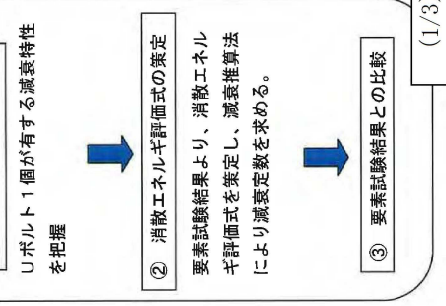 Uボルト1個が有する減衰特性
を把握
② 消散エネルギ評価式の策定
要素試験結果より、消散エネル
ギ評価式を策定し、減衰推算法
により減衰定数を求める。
③ 要素試験結果との比較
(1/3)